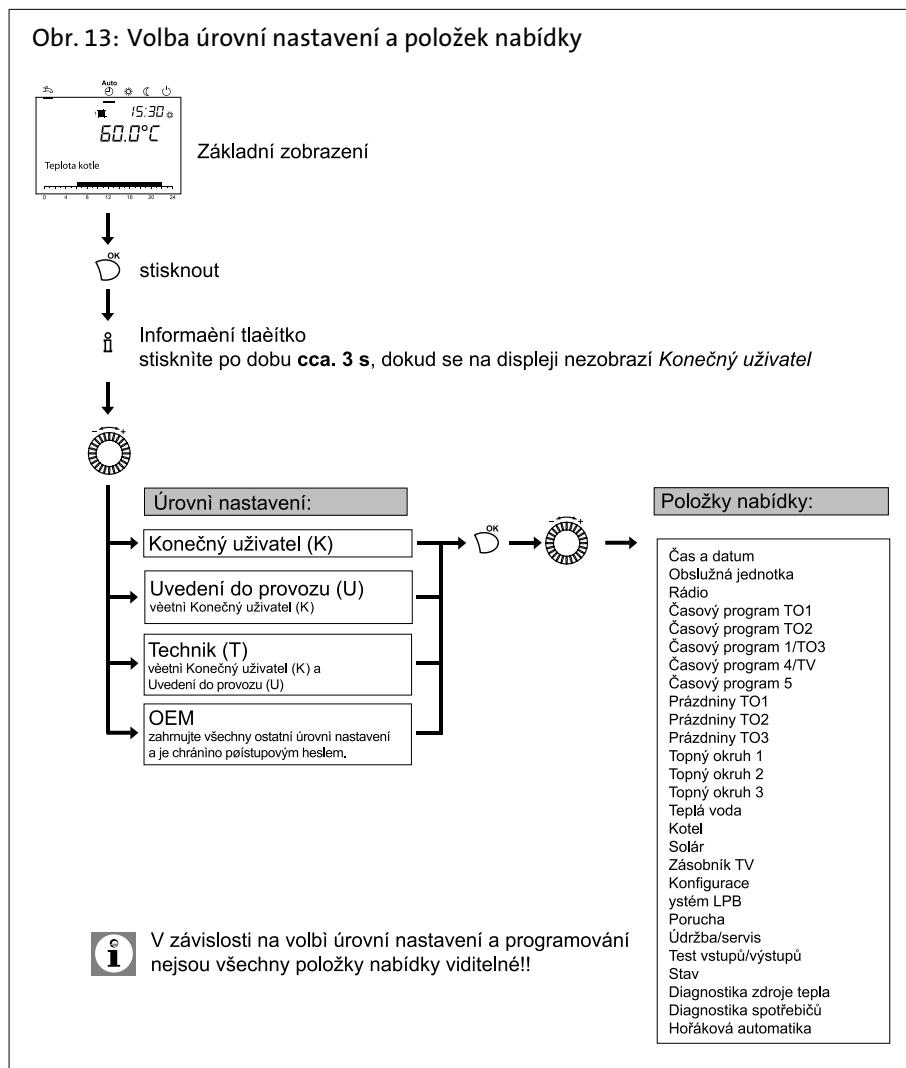 Obr. 13: Volba úrovní nastavení a položek nabídky
Auto
15:30
60.0°C
Teplota kotle
0 4 8 12 16 20 24
Základní zobrazení
OK
stisknout
Informaèní tlaèítko
stisknìte po dobu cca. 3 s, dokud se na displeji nezobrazí Konečný uživatel
- +
Úrovnì nastavení:
Konečný uživatel (K)
Uvedení do provozu (U)
vèetnì Konečný uživatel (K)
Technik (T)
vèetnì Konečný uživatel (K) a
Uvedení do provozu (U)
OEM
zahrnujte všechny ostatní úrovnì nastavení
a je chránìno pøístupovým heslem.
OK
- +
Položky nabídky:
Čas a datum
Obslužná jednotka
Rádio
Časový program TO1
Časový program TO2
Časový program 1/TO3
Časový program 4/TV
Časový program 5
Prázdniny TO1
Prázdniny TO2
Prázdniny TO3
Topný okruh 1
Topný okruh 2
Topný okruh 3
Teplá voda
Kotel
Solár
Zásobník TV
Konfigurace
ystém LPB
Porucha
Údržba/servis
Test vstupů/výstupů
Stav
Diagnostika zdroje tepla
Diagnostika spotřebičů
Hořáková automatika
V závislosti na volbì úrovní nastavení a programování
nejsou všechny položky nabídky viditelné!!